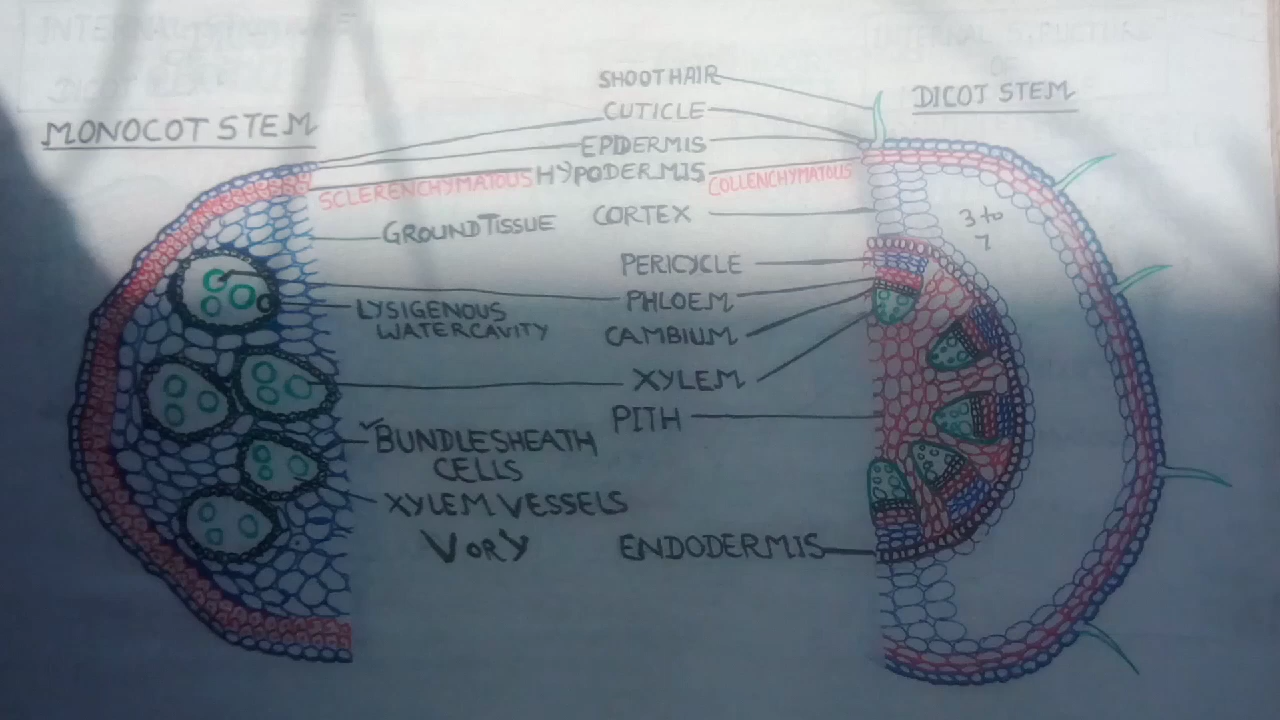 MONOCOT STEM
DICOT STEM
SHOOT HAIR
CUTICLE
EPDERMIS
SCLERENCHYMATOUS HYPODERMIS COLLENCHYMATOUS
GROUND TISSUE
CORTEX
3 to
7
PERICYCLE
PHLOEM
LYSIGENOUS
WATERCAVITY
CAMBIUM
XYLEM
PITH
BUNDLESHEATH
CELLS
XYLEM VESSELS
V OR Y
ENDODERMIS